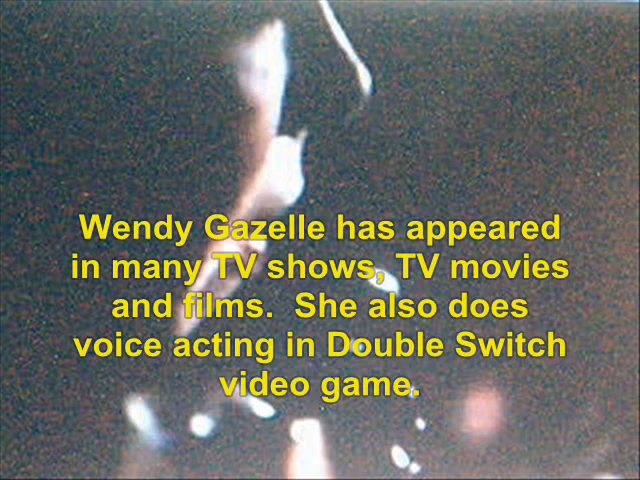 Wendy Gazelle has appeared
in many TV shows, TV movies
and films.  She also does
voice acting in Double Switch
video game.